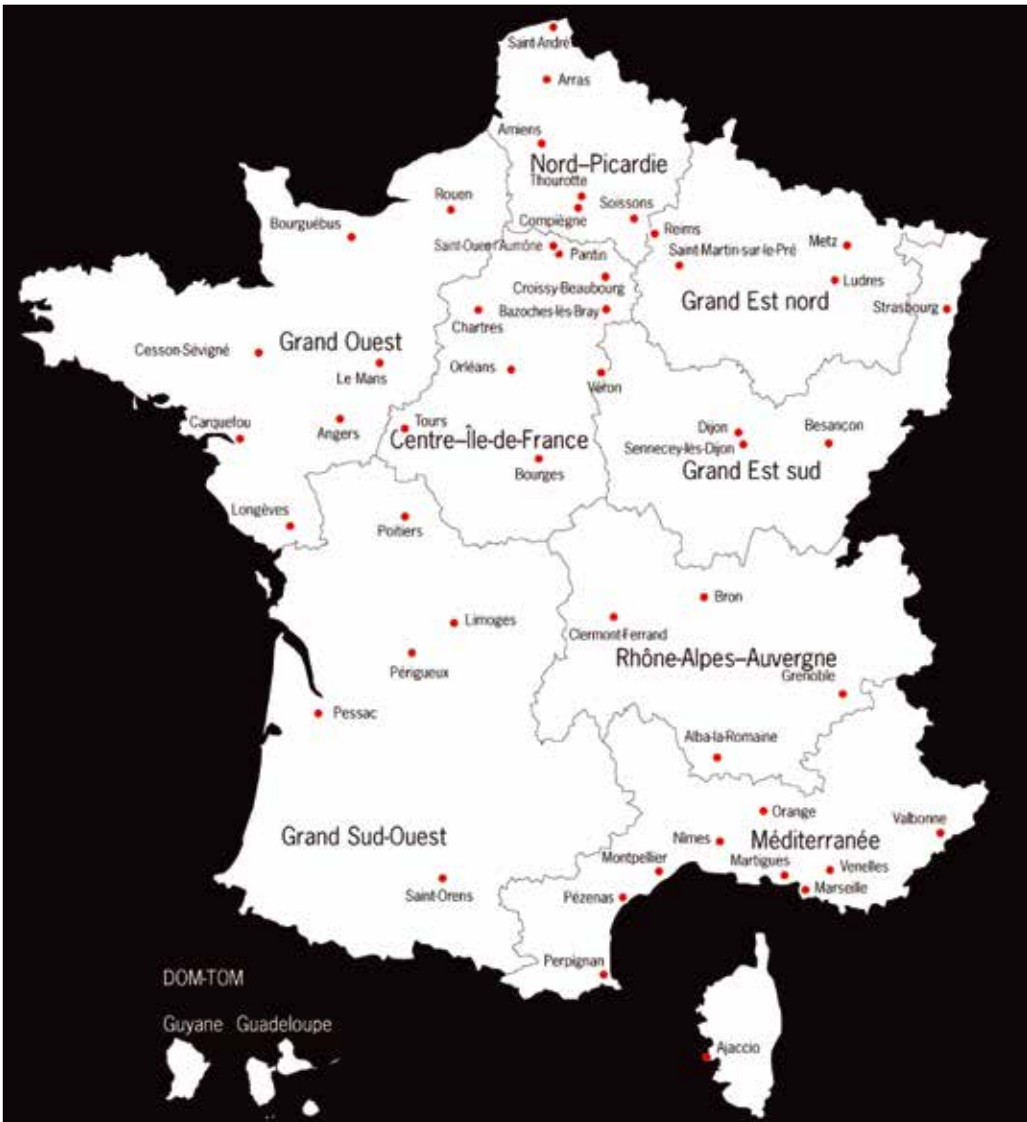 Saint-André
Arras
Amiens
Nord–Picardie
Thourotte
Rouen
Soissons
Compiègne
Bourguébus
Reims
Saint-Ouen l'Aumône
Pantin
Saint-Martin-sur-le-Pré
Metz
Croissy-Beaubourg
Ludres
Grand Est nord
Bazoches-lès-Bray
Strasbourg
Chartres
Grand Ouest
Cesson-Sévigné
Orléans
Le Mans
Véron
Carquefou
Tours
Angers
Dijon
Besançon
Centre–Île-de-France
Sennecey-lès-Dijon
Grand Est sud
Bourges
Longèves
Poitiers
Bron
Limoges
Clermont-Ferrand
Rhône-Alpes–Auvergne
Périgueux
Grenoble
Pessac
Alba-la-Romaine
Orange
Valbonne
Grand Sud-Ouest
Nîmes
Méditerranée
Montpellier
Martigues
Venelles
Saint-Orens
Marseille
Pézenas
Perpignan
DOM-TOM
Guyane Guadeloupe
Ajaccio